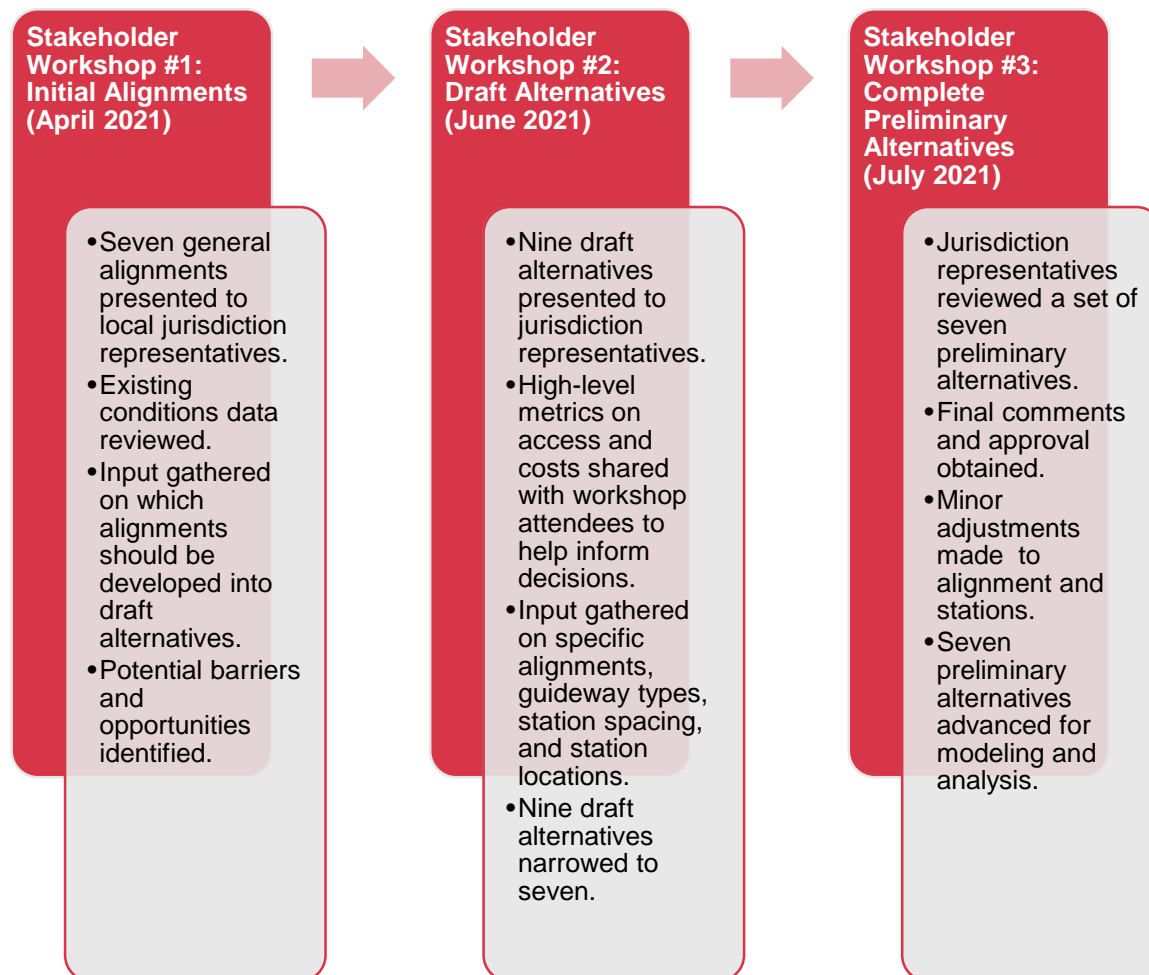 Stakeholder
Workshop #1:
Initial Alignments
(April 2021)
•Seven general
alignments
presented to
local jurisdiction
representatives.
•Existing
conditions data
reviewed.
•Input gathered
on which
alignments
should be
developed into
draft
alternatives.
•Potential barriers
and
opportunities
identified.
Stakeholder
Workshop #2:
Draft Alternatives
(June 2021)
•Nine draft
alternatives
presented to
jurisdiction
representatives.
•High-level
metrics on
access and
costs shared
with workshop
attendees to
help inform
decisions.
•Input gathered
on specific
alignments,
guideway types,
station spacing,
and station
locations.
•Nine draft
alternatives
narrowed to
seven.
Stakeholder
Workshop #3:
Complete
Preliminary
Alternatives
(July 2021)
•Jurisdiction
representatives
reviewed a set of
seven
preliminary
alternatives.
•Final comments
and approval
obtained.
•Minor
adjustments
made to
alignment and
stations.
•Seven
preliminary
alternatives
advanced for
modeling and
analysis.